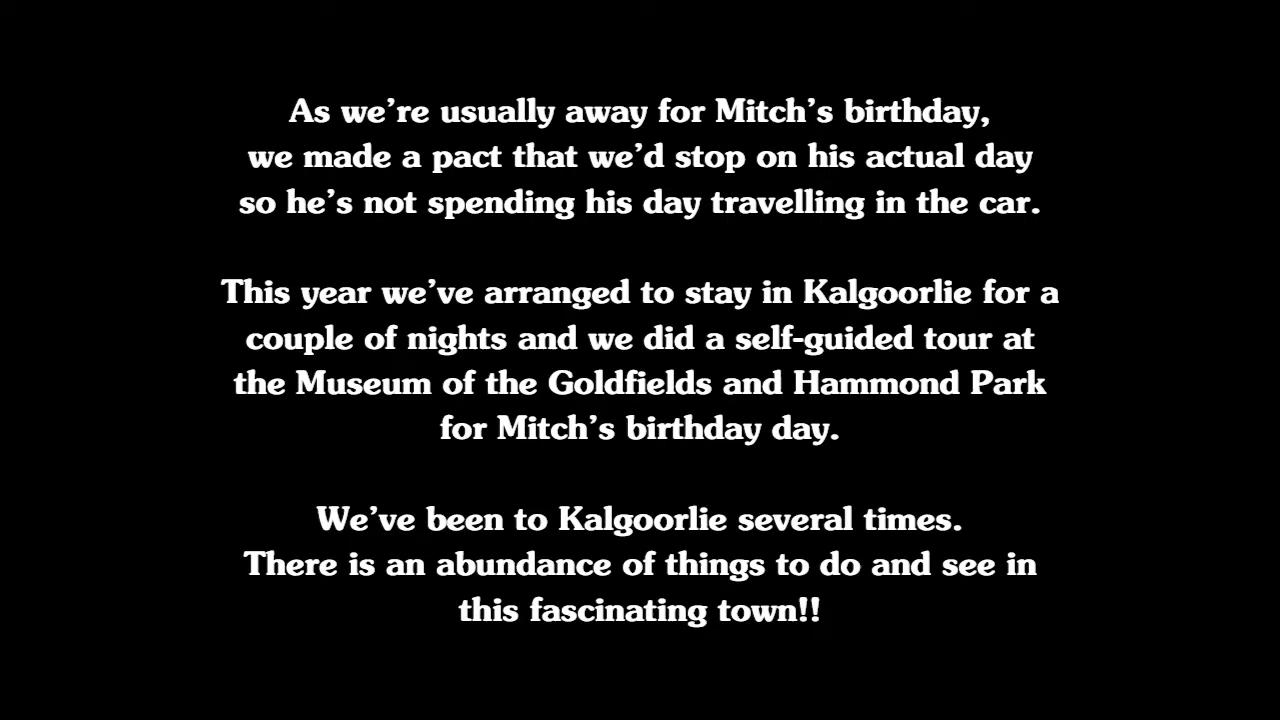 As we’re usually away for Mitch’s birthday,
we made a pact that we’d stop on his actual day
so he’s not spending his day travelling in the car.
This year we’ve arranged to stay in Kalgoorlie for a
couple of nights and we did a self-guided tour at
the Museum of the Goldfields and Hammond Park
for Mitch’s birthday day.
We’ve been to Kalgoorlie several times.
There is an abundance of things to do and see in
this fascinating town!!